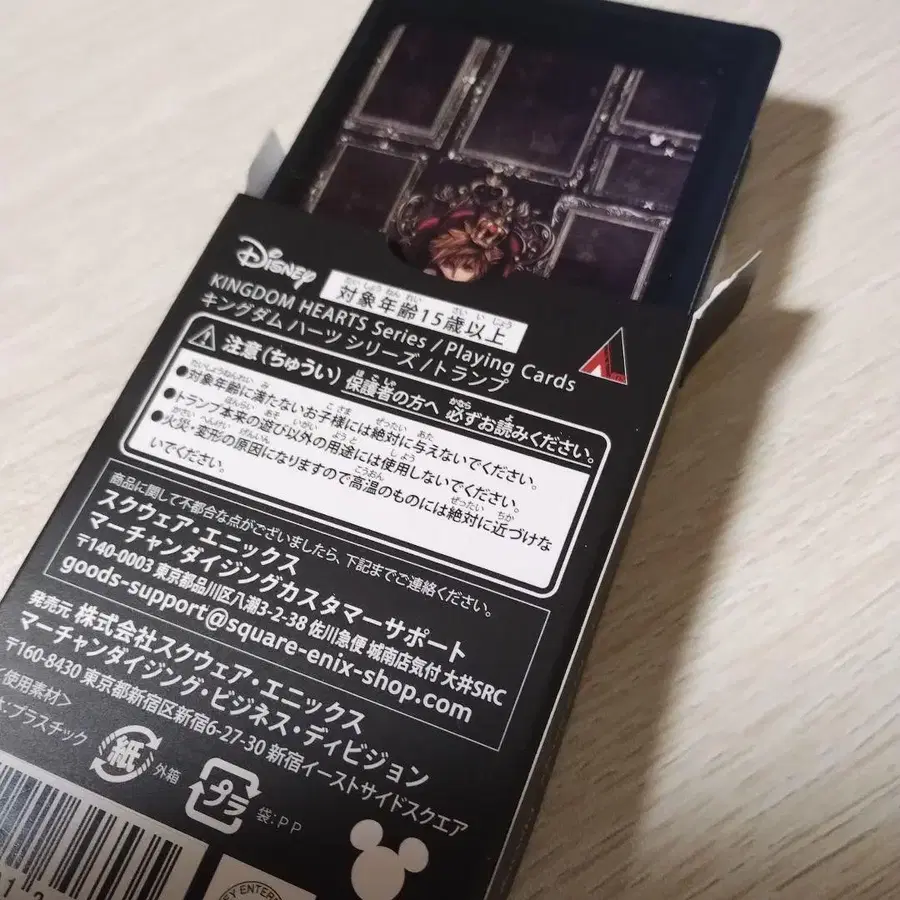 Disney
対象年齢15歳以上
KINGDOM HEARTS Series / Playing Cards
キングダム ハーツ シリーズ / トランプ
注意(ちゅうい) 保護者の方へ 必ずお読みください。
●対象年齢に満たないお子様には絶対に与えないでください。
●トランプ本来の遊び以外の用途には使用しないでください。
●火災・変形の原因になりますので高温のものには絶対に近づけな
いでください。
商品に関して不都合な点がございましたら、下記までご連絡ください。
スクウェア・エニックス
マーチャンダイジングカスタマーサポート
〒140-0003 東京都品川区八潮3-2-38 佐川急便 城南店気付 大井SRC
goods-support@square-enix-shop.com
発売元 株式会社スクウェア・エニックス
マーチャンダイジング・ビジネス・ディビジョン
〒160-8430 東京都新宿区新宿6-27-30 新宿イーストサイドスクエア
使用素材〉
:プラスチック
紙 外箱
プラ 袋:PP